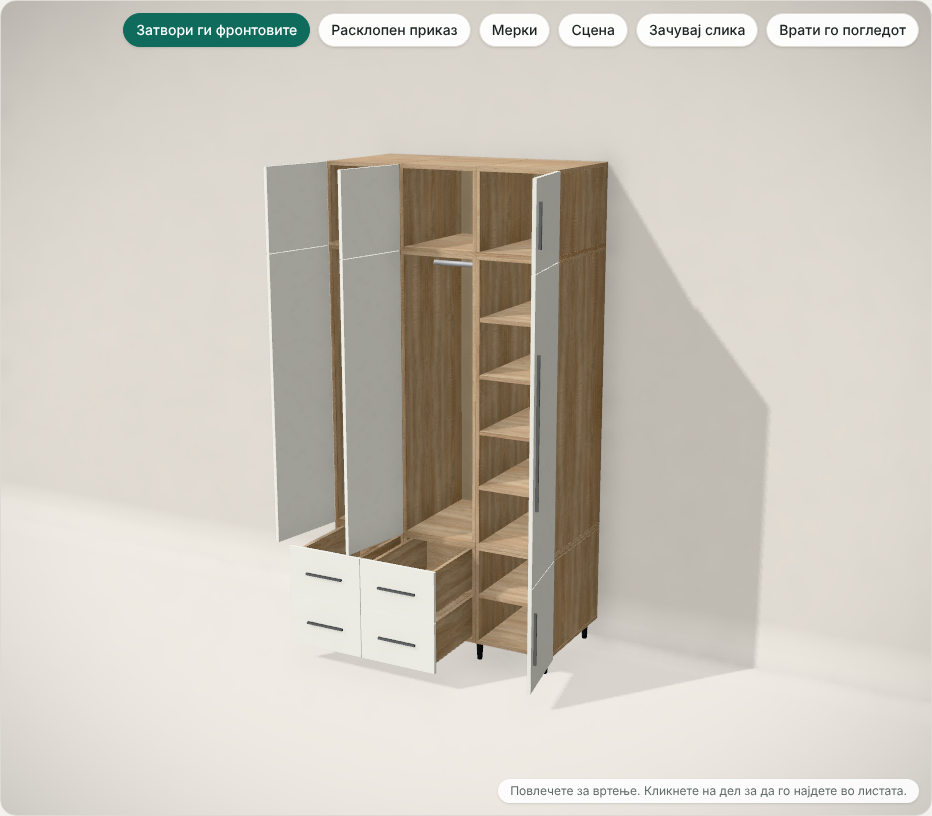 Затвори ги фронтовите
Расклопен приказ
Мерки
Сцена
Зачувај слика
Врати го погледот
Повлечете за вртење. Кликнете на дел за да го најдете во листата.